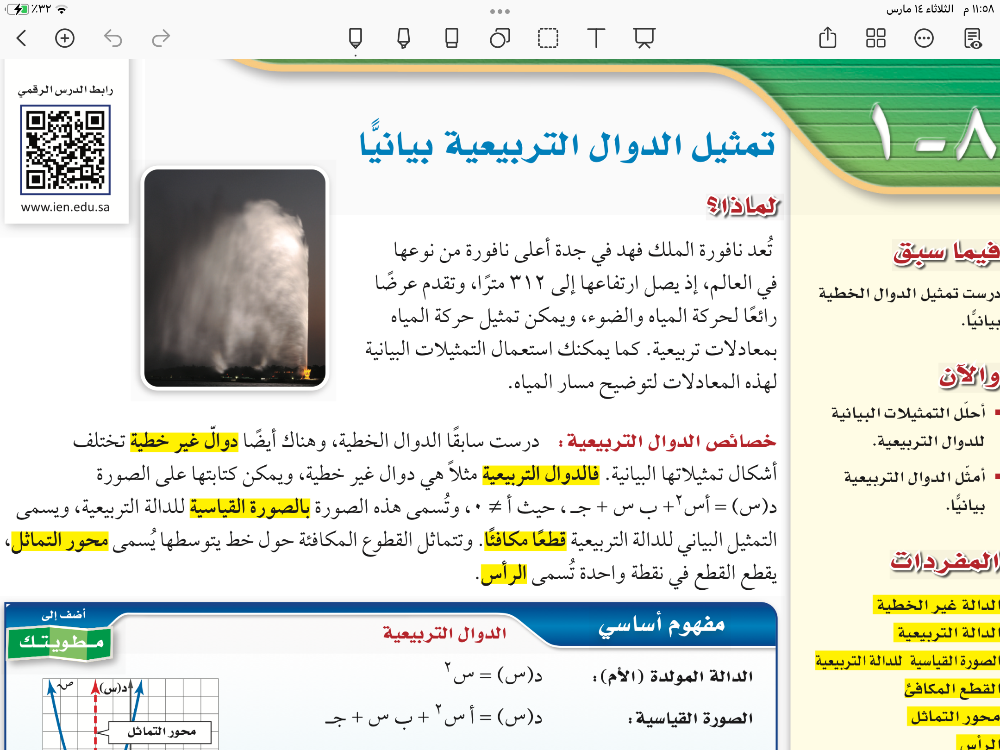 ١١:٥٨ م الثلاثاء ١٤ مارس
٪٣٢
٨-١
تمثيل الدوال التربيعية بيانيًّا
رابط الدرس الرقمي
www.ien.edu.sa
فيما سبق
درست تمثيل الدوال الخطية
بيانيًّا.
والآن
أحلّل التمثيلات البيانية
للدوال التربيعية.
أمثّل الدوال التربيعية
بيانيًّا.
المفردات
الدالة غير الخطية
الدالة التربيعية
الصورة القياسية للدالة التربيعية
القطع المكافئ
محور التماثل
الرأس
لماذا؟
تُعد نافورة الملك فهد في جدة أعلى نافورة من نوعها
في العالم، إذ يصل ارتفاعها إلى ٣١٢ مترًا، وتقدم عرضًا
رائعًا لحركة المياه والضوء، ويمكن تمثيل حركة المياه
بمعادلات تربيعية. كما يمكنك استعمال التمثيلات البيانية
لهذه المعادلات لتوضيح مسار المياه.
خصائص الدوال التربيعية: درست سابقًا الدوال الخطية، وهناك أيضًا دوالّ غير خطية تختلف
أشكال تمثيلاتها البيانية. فالدوال التربيعية مثلاً هي دوال غير خطية، ويمكن كتابتها على الصورة
د(س) = أس٢ + ب س + جـ، حيث أ ≠ ٠، وتُسمى هذه الصورة بالصورة القياسية للدالة التربيعية، ويسمى
التمثيل البياني للدالة التربيعية قطعًا مكافئًا. وتتماثل القطوع المكافئة حول خط يتوسطها يُسمى محور التماثل،
يقطع القطع في نقطة واحدة تُسمى الرأس.
مفهوم أساسي
الدوال التربيعية
أضف إلى
مطويتك
الدالة المولدة (الأم): د(س) = س٢
الصورة القياسية: د(س) = أ س٢ + ب س + جـ
د(س)
ص
محور التماثل